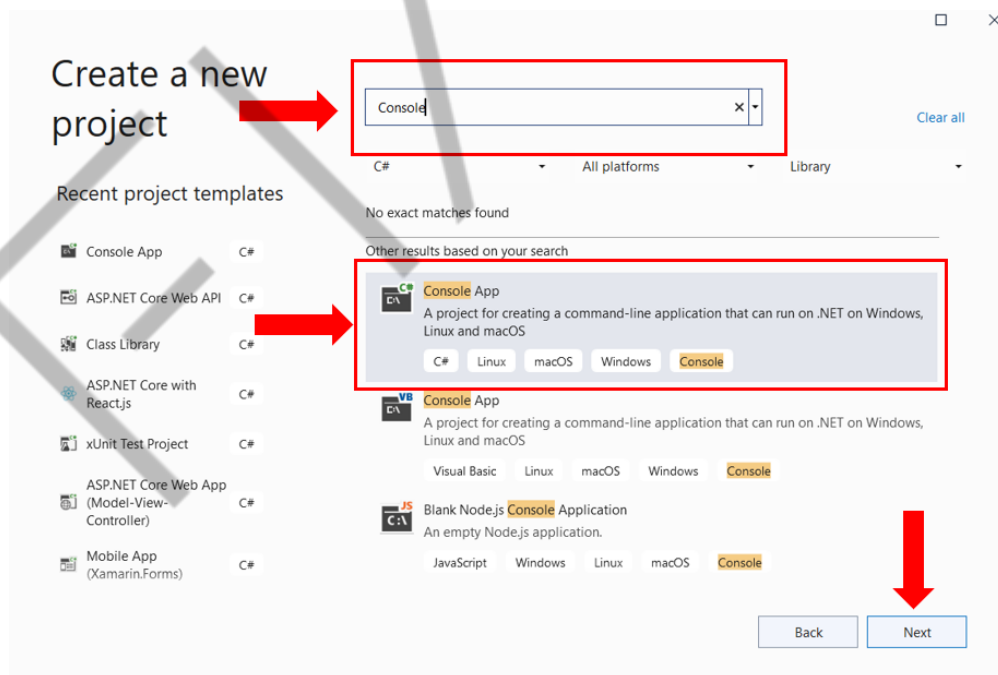 Create a new
project
Console
Clear all
C#
All platforms
Library
Recent project templates
Console App C#
ASP.NET Core Web API C#
Class Library C#
ASP.NET Core with
React.js
C#
xUnit Test Project C#
ASP.NET Core Web App
(Model-View-
Controller)
C#
Mobile App
(Xamarin.Forms)
C#
No exact matches found
Other results based on your search
C#
Console App
A project for creating a command-line application that can run on .NET on Windows,
Linux and macOS
C# Linux macOS Windows Console
VB
Console App
A project for creating a command-line application that can run on .NET on Windows,
Linux and macOS
Visual Basic Linux macOS Windows Console
JS
C:\
Blank Node.js Console Application
An empty Node.js application.
JavaScript Windows Linux macOS Console
Back
Next